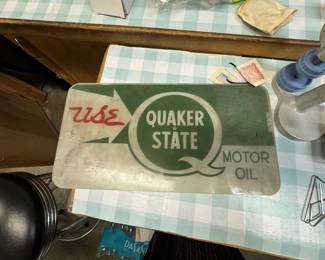 USE
QUAKER
STATE
MOTOR
OIL